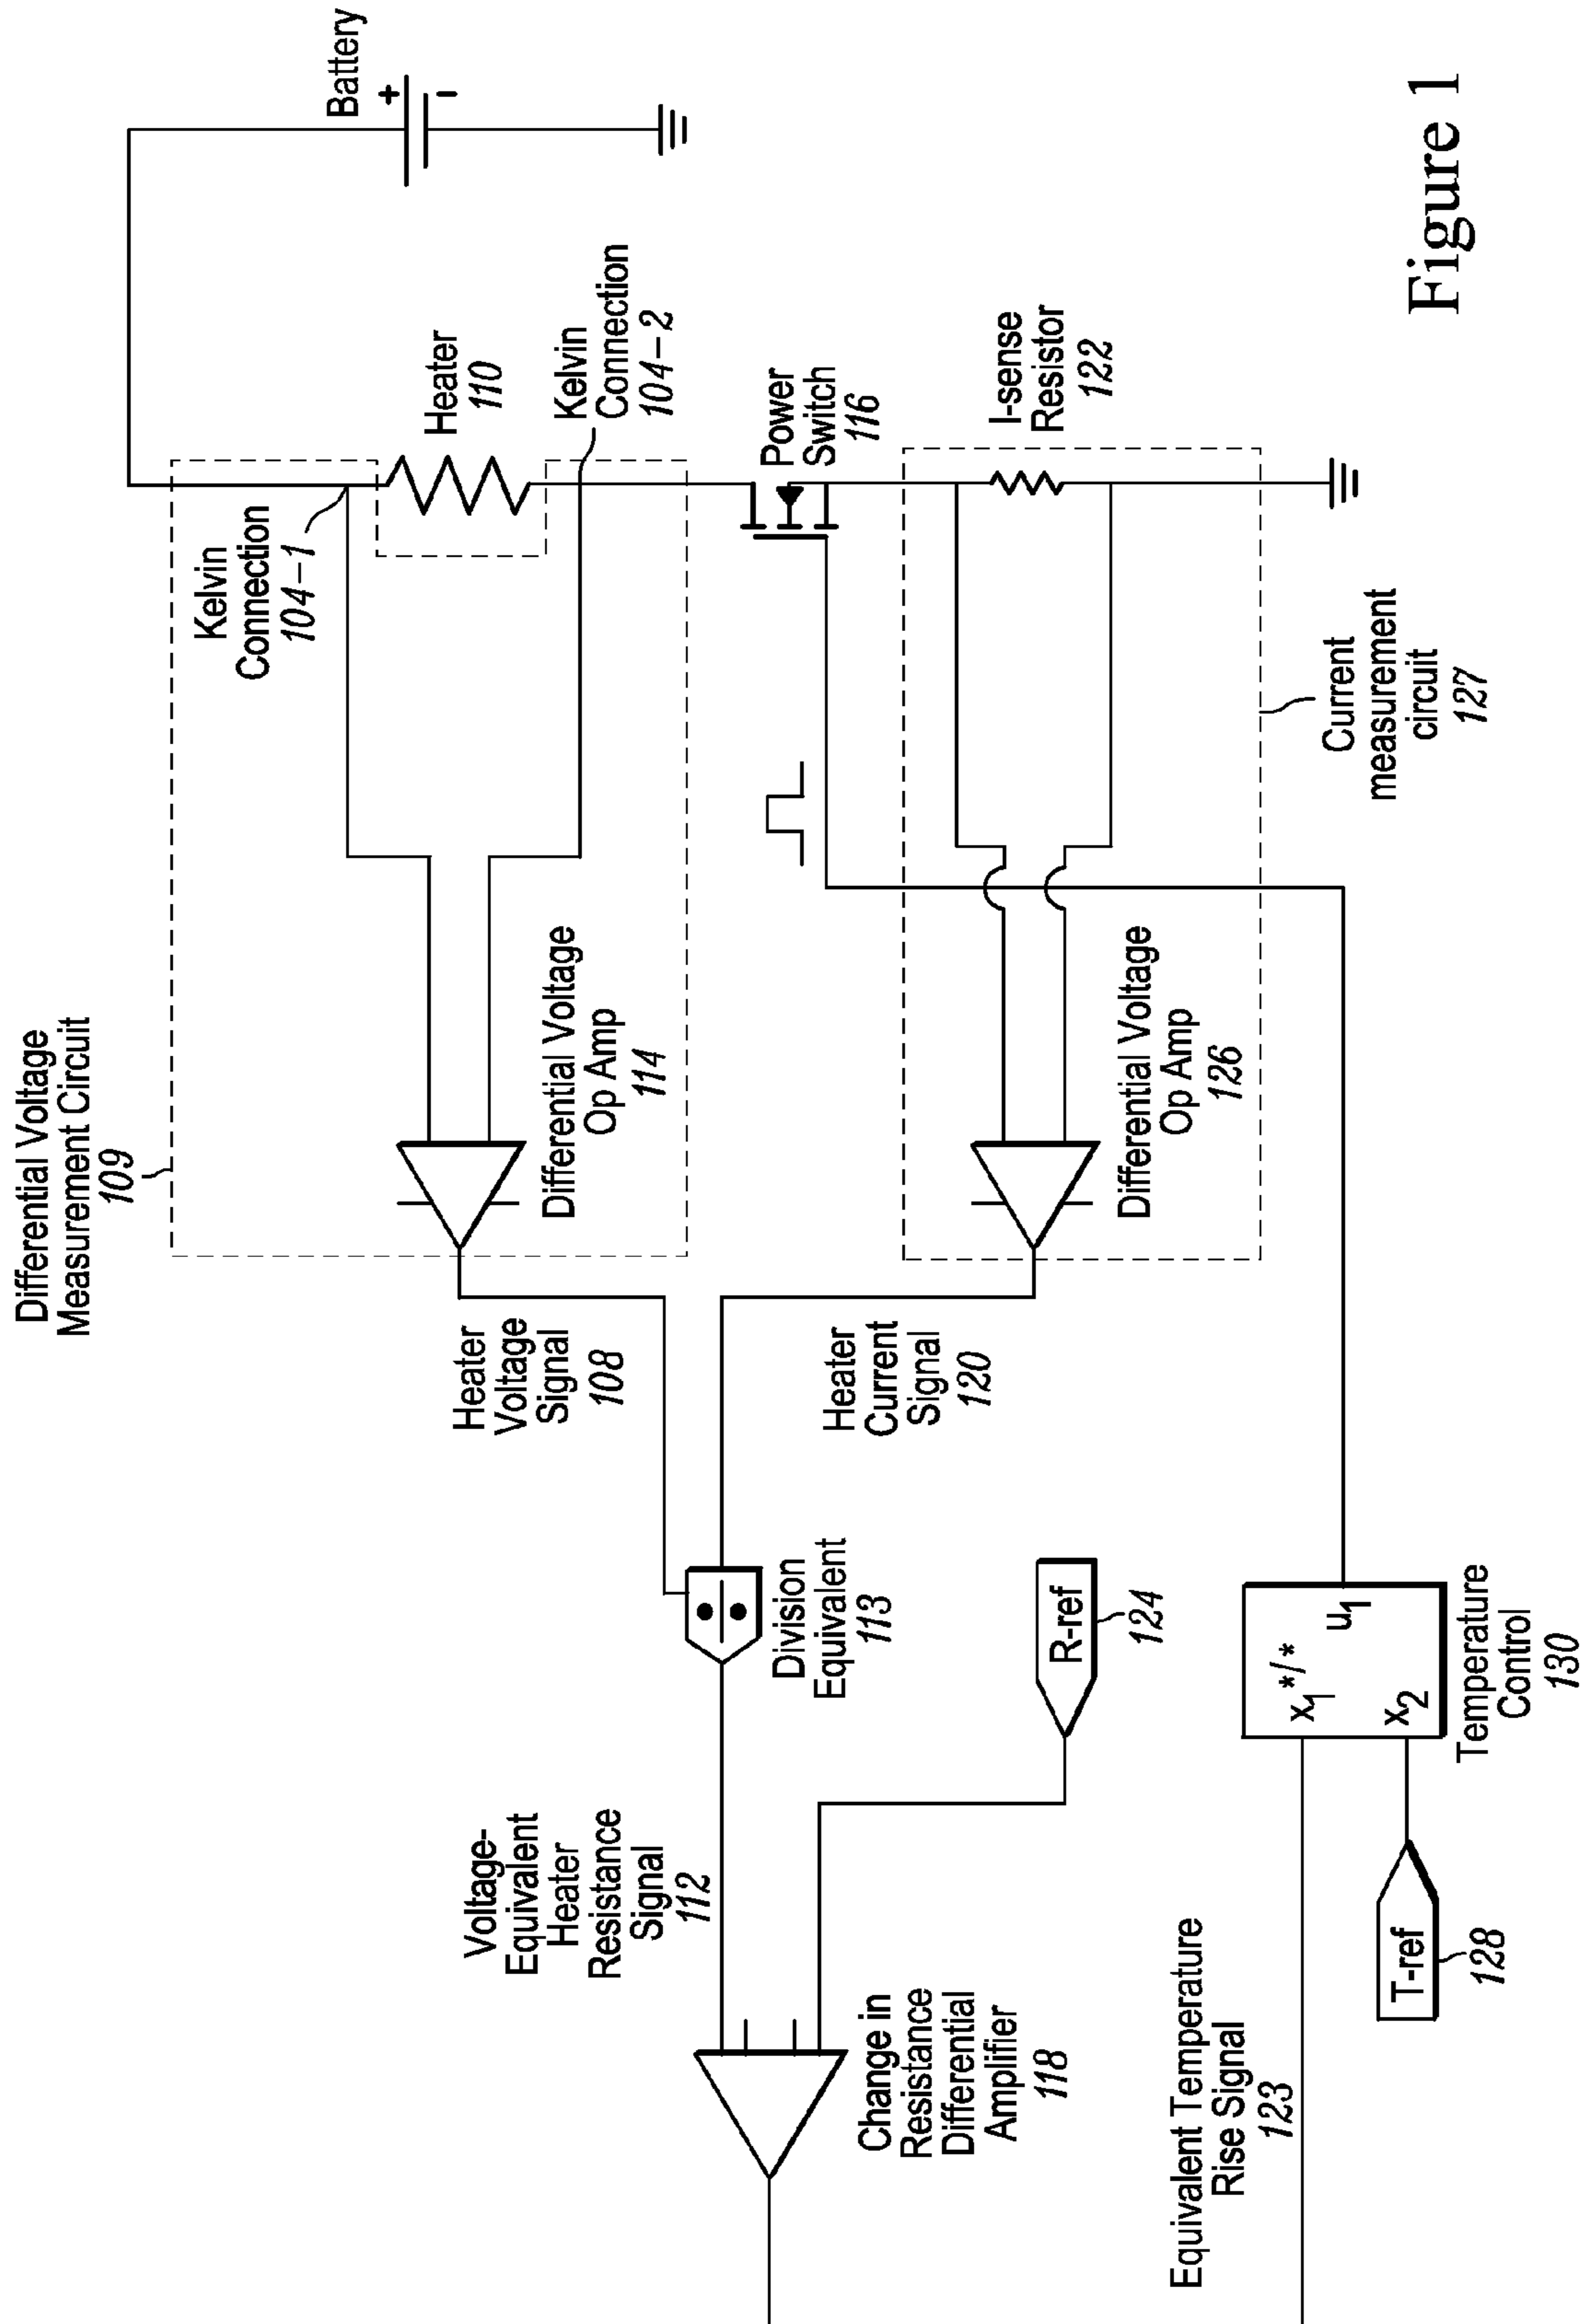 Differential Voltage
Measurement Circuit
109
Kelvin
Connection
104-1
Battery
+
-
Heater
110
Kelvin
Connection
104-2
Differential Voltage
Op Amp
114
Heater
Voltage
Signal
108
Power
Switch
116
I-sense
Resistor
122
Differential Voltage
Op Amp
126
Current
measurement
circuit
127
Heater
Current
Signal
120
Division
Equivalent
113
Voltage-
Equivalent
Heater
Resistance
Signal
112
R-ref
124
Change in
Resistance
Differential
Amplifier
118
Equivalent Temperature
Rise Signal
123
x1*/*
x2
u1
Temperature
Control
130
T-ref
128
Figure 1